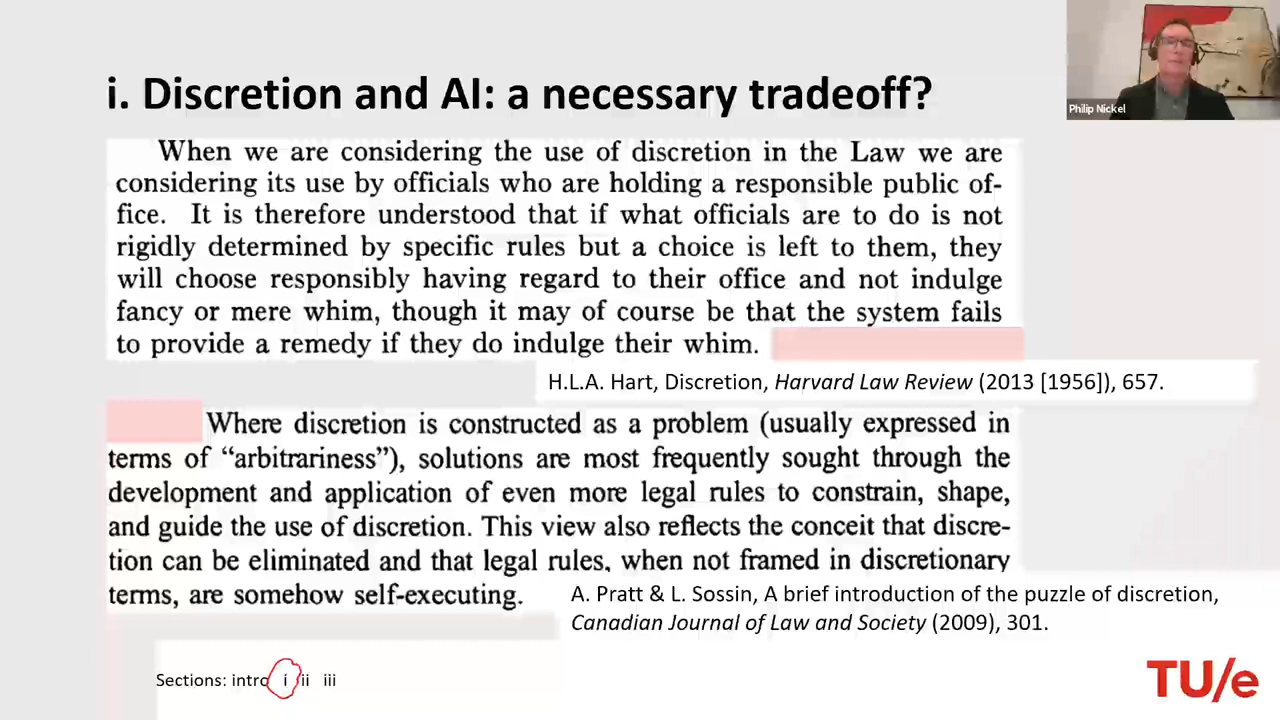 i. Discretion and AI: a necessary tradeoff?
Philip Nickel
When we are considering the use of discretion in the Law we are
considering its use by officials who are holding a responsible public of-
fice. It is therefore understood that if what officials are to do is not
rigidly determined by specific rules but a choice is left to them, they
will choose responsibly having regard to their office and not indulge
fancy or mere whim, though it may of course be that the system fails
to provide a remedy if they do indulge their whim.
H.L.A. Hart, Discretion, Harvard Law Review (2013 [1956]), 657.
Where discretion is constructed as a problem (usually expressed in
terms of “arbitrariness”), solutions are most frequently sought through the
development and application of even more legal rules to constrain, shape,
and guide the use of discretion. This view also reflects the conceit that discre-
tion can be eliminated and that legal rules, when not framed in discretionary
terms, are somehow self-executing.
A. Pratt & L. Sossin, A brief introduction of the puzzle of discretion,
Canadian Journal of Law and Society (2009), 301.
Sections: intro i ii iii
TU/e